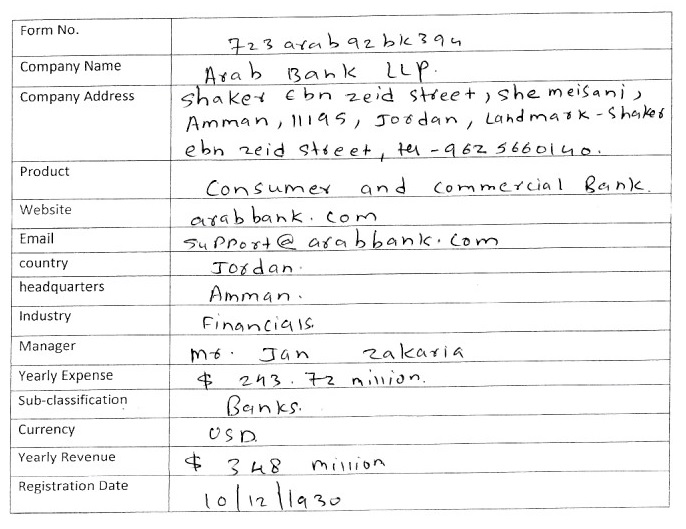 Form No. 723arab92bk394
Company Name Arab Bank LLP.
Company Address shaker Ebn zeid street, shemeisani,
Amman, 11195, Jordan, Landmark-Shaker
ebn zeid street, tel -962 5660140.
Product Consumer and commercial Bank.
Website arabbank.com
Email support@arabbank.com
country Jordan.
headquarters Amman.
Industry Financials.
Manager Mr. Jan zakaria
Yearly Expense $ 243.72 million.
Sub-classification Banks.
Currency USD.
Yearly Revenue $ 348 million
Registration Date 10/12/1930